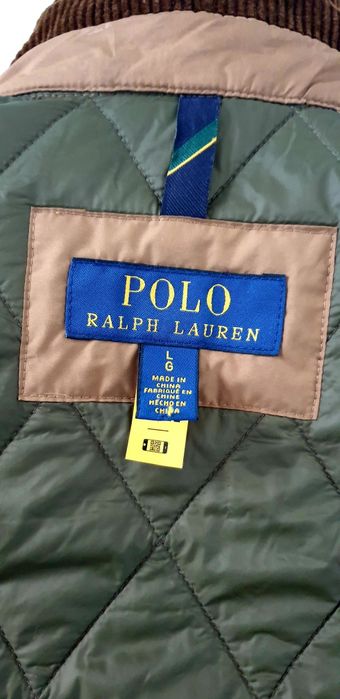 POLO
RALPH LAUREN
L
G
MADE IN
CHINA
FABRIQUÉ EN
CHINE
HECHO EN
CHINA